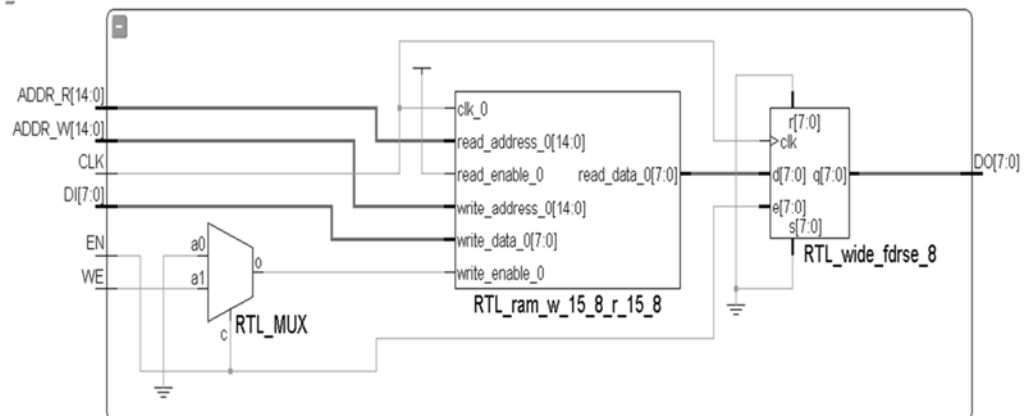 ADDR_R[14:0]
ADDR_W[14:0]
CLK
DI[7:0]
EN
WE
a0
a1
o
c
RTL_MUX
clk_0
read_address_0[14:0]
read_enable_0
read_data_0[7:0]
write_address_0[14:0]
write_data_0[7:0]
write_enable_0
RTL_ram_w_15_8_r_15_8
r[7:0]
clk
d[7:0] q[7:0]
e[7:0]
s[7:0]
RTL_wide_fdrse_8
DO[7:0]